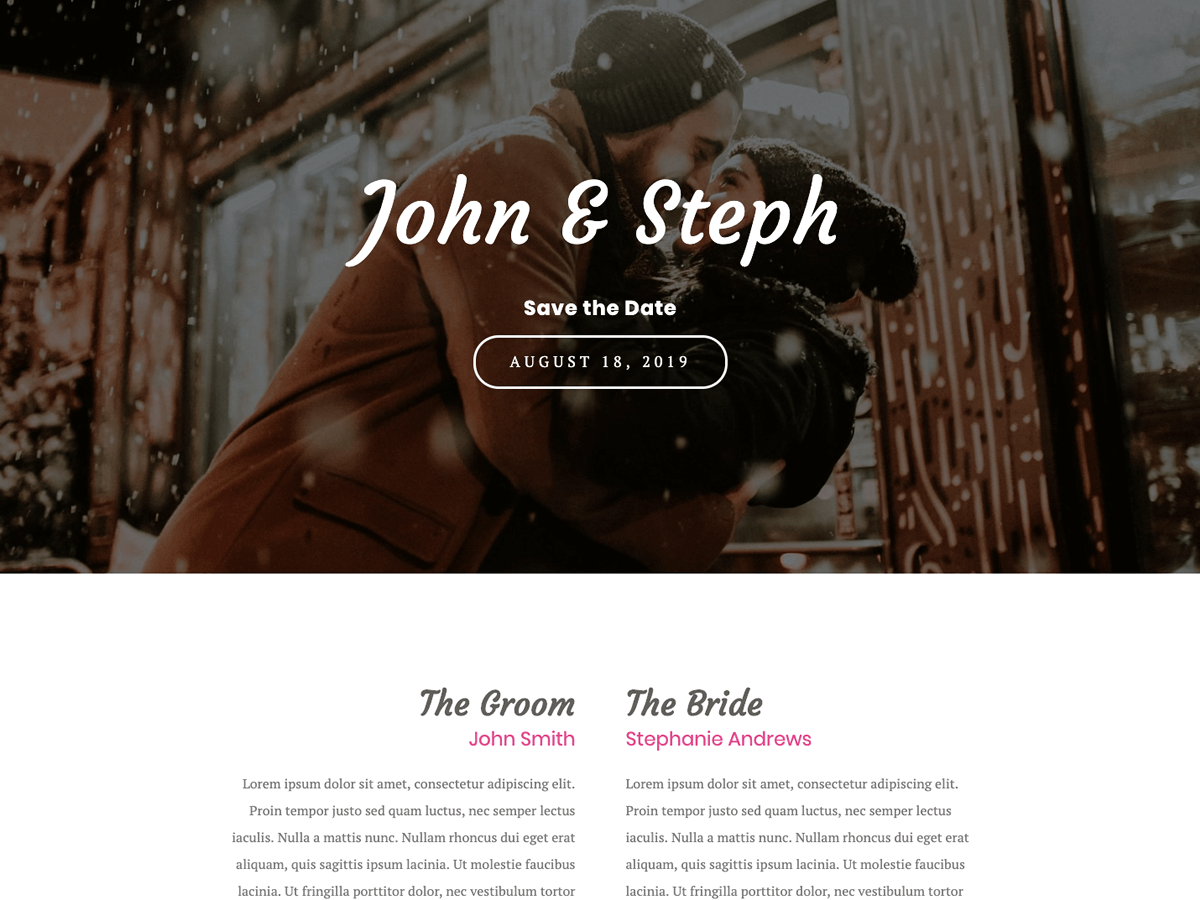 John & Steph
Save the Date
AUGUST 18, 2019
The Groom
John Smith
Lorem ipsum dolor sit amet, consectetur adipiscing elit.
Proin tempor justo sed quam luctus, nec semper lectus
iaculis. Nulla a mattis nunc. Nullam rhoncus dui eget erat
aliquam, quis sagittis ipsum lacinia. Ut molestie faucibus
lacinia. Ut fringilla porttitor dolor, nec vestibulum tortor
The Bride
Stephanie Andrews
Lorem ipsum dolor sit amet, consectetur adipiscing elit.
Proin tempor justo sed quam luctus, nec semper lectus
iaculis. Nulla a mattis nunc. Nullam rhoncus dui eget erat
aliquam, quis sagittis ipsum lacinia. Ut molestie faucibus
lacinia. Ut fringilla porttitor dolor, nec vestibulum tortor